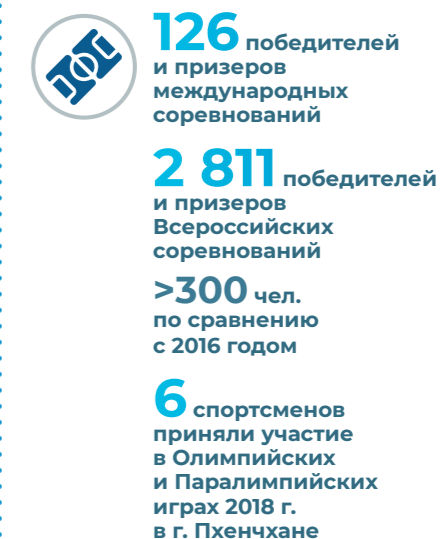 126 победителей
и призеров
международных
соревнований
2 811 победителей
и призеров
Всероссийских
соревнований
>300 чел.
по сравнению
с 2016 годом
6 спортсменов
приняли участие
в Олимпийских
и Паралимпийских
играх 2018 г.
в г. Пхенчхане